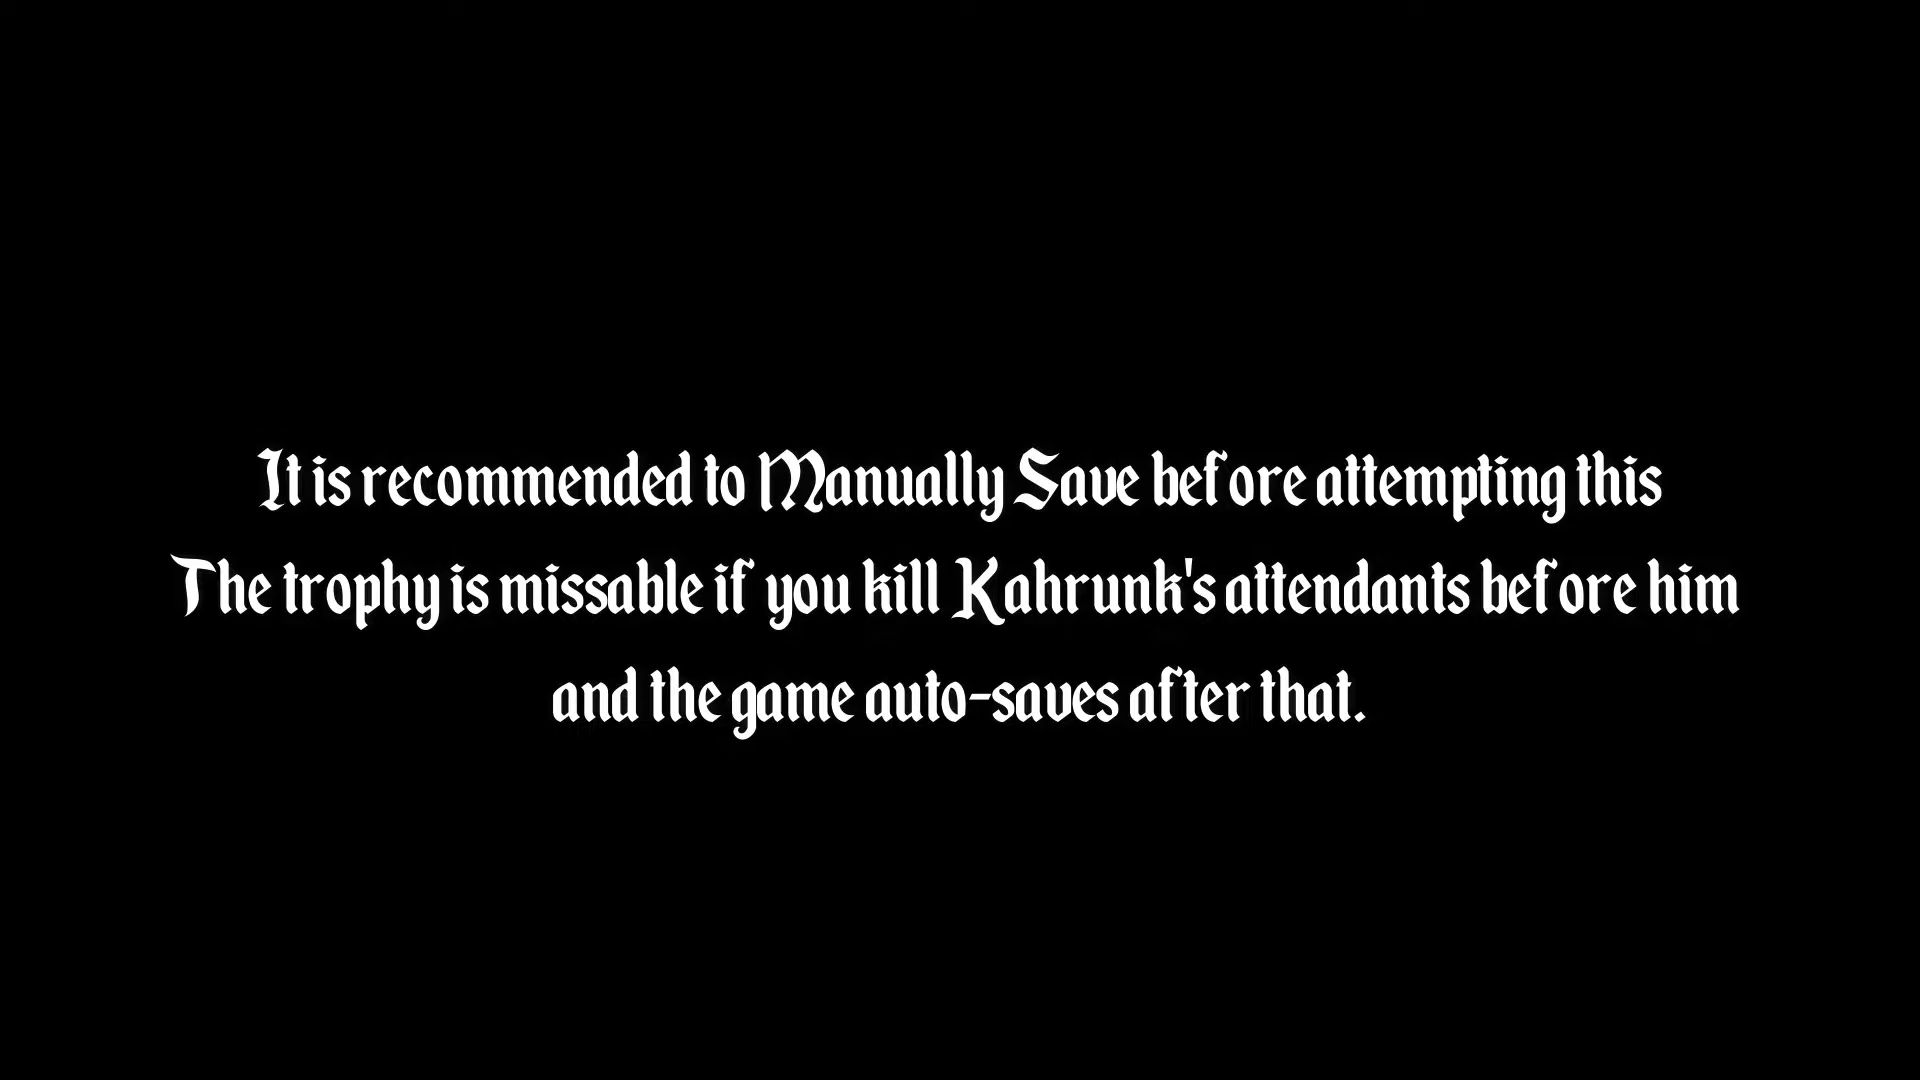 It is recommended to Manually Save before attempting this
The trophy is missable if you kill Kahrunk's attendants before him
and the game auto-saves after that.